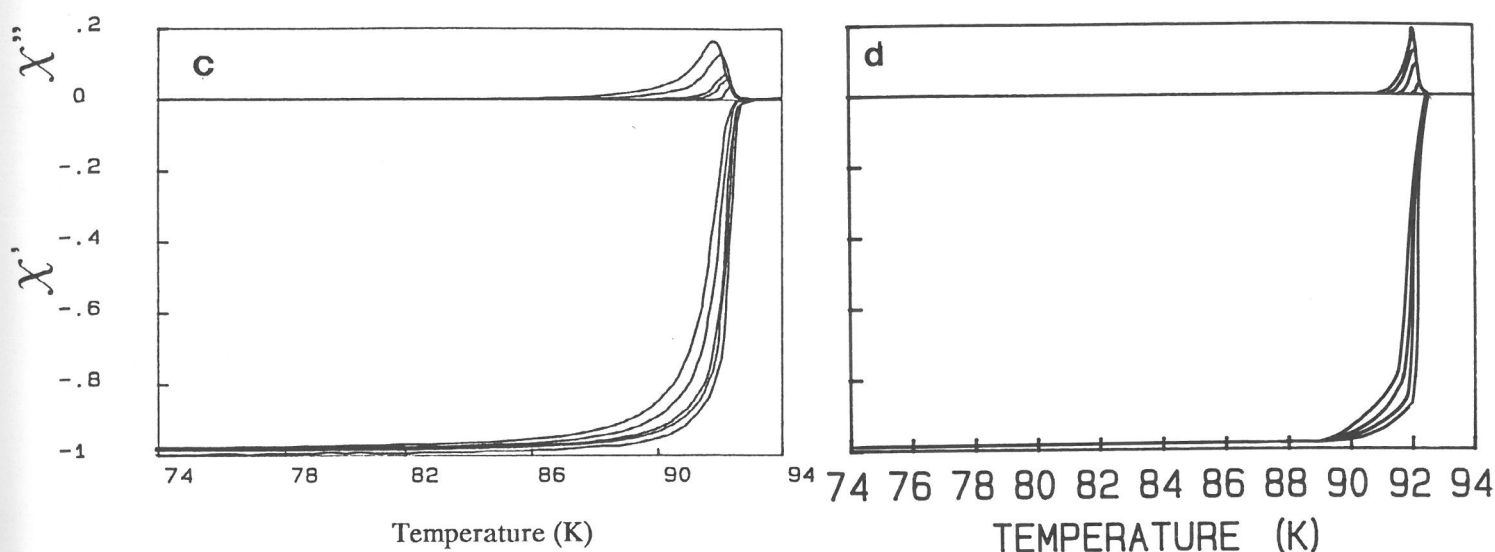 χ"
.2
0
c
-.2
-.4
χ'
-.6
-.8
-1
74 78 82 86 90 94
Temperature (K)
d
74 76 78 80 82 84 86 88 90 92 94
TEMPERATURE (K)